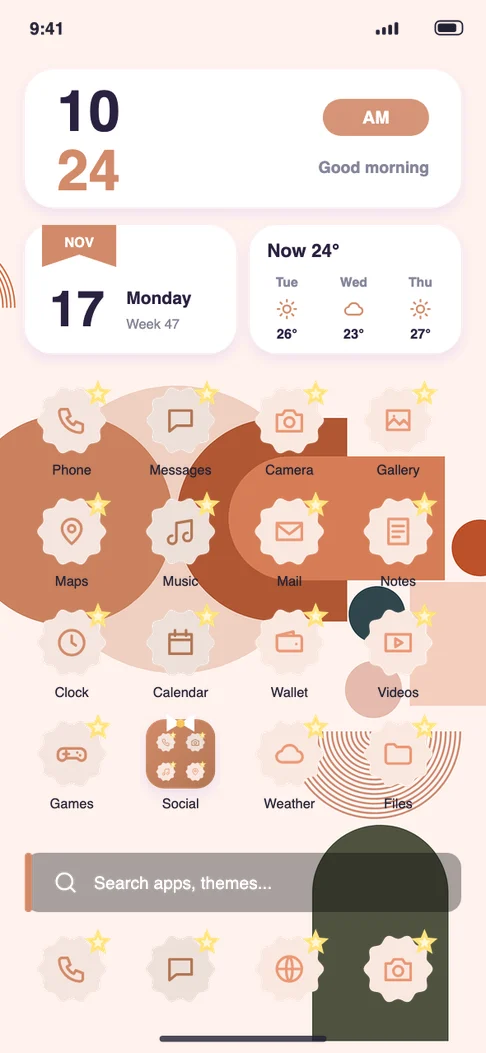 9:41
10
24
AM
Good morning
NOV
17
Monday
Week 47
Now 24°
Tue Wed Thu
26° 23° 27°
Phone Messages Camera Gallery
Maps Music Mail Notes
Clock Calendar Wallet Videos
Games Social Weather Files
Search apps, themes...